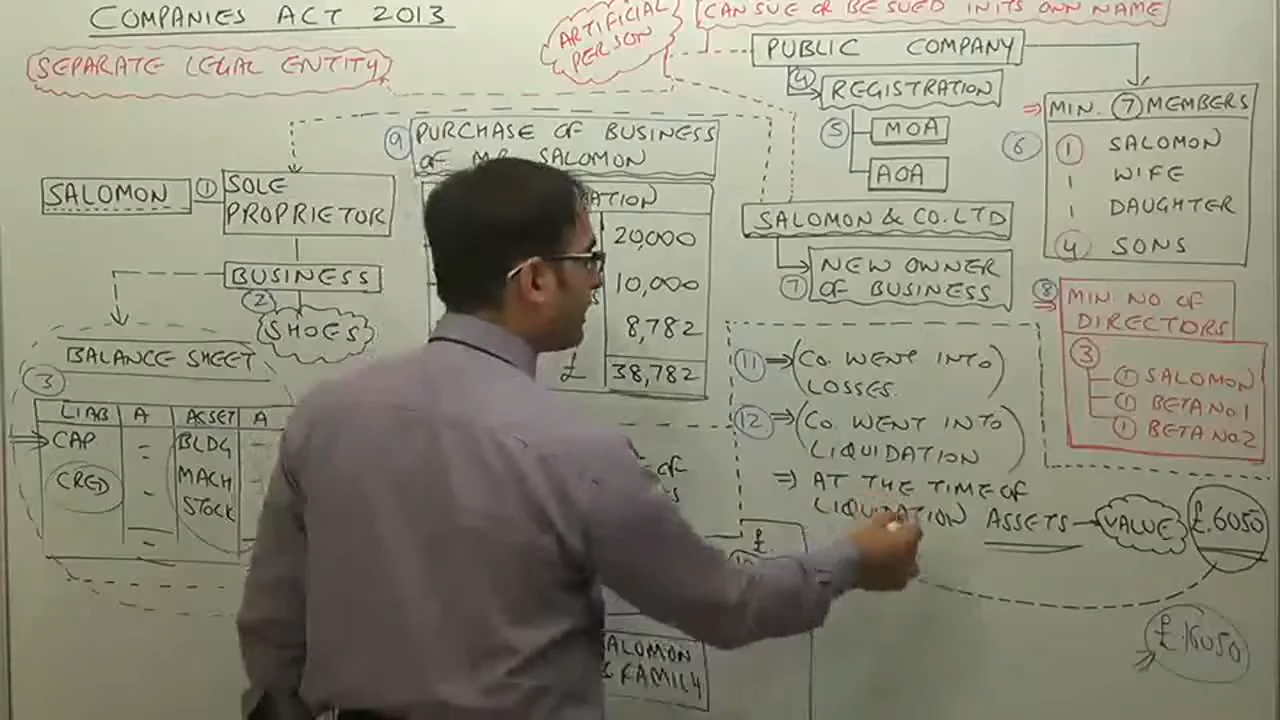 COMPANIES ACT 2013
SEPARATE LEGAL ENTITY
ARTIFICIAL
PERSON
CAN SUE OR BE SUED IN ITS OWN NAME
PUBLIC COMPANY
4 REGISTRATION
5 MOA
AOA
MIN. 7 MEMBERS
6
1 SALOMON
1 WIFE
1 DAUGHTER
4 SONS
9 PURCHASE OF BUSINESS
OF MR. SALOMON
20,000
10,000
8,782
£ 38,782
SALOMON
1 SOLE
PROPRIETOR
BUSINESS
2
SHOES
BALANCE SHEET
3
LIAB A ASSET A
CAP - BLDG -
CRED - MACH
STOCK
-
SALOMON & CO. LTD
NEW OWNER
7 OF BUSINESS
8 MIN. NO OF
DIRECTORS
3
1 SALOMON
1 BETA NO.1
1 BETA NO.2
11 ⇒ (CO. WENT INTO
LOSSES.
12 ⇒ (CO. WENT INTO)
LIQUIDATION
⇒ AT THE TIME OF
LIQUIDATION ASSETS → VALUE £.6050
OF
£.
£.16050
& FAMILY